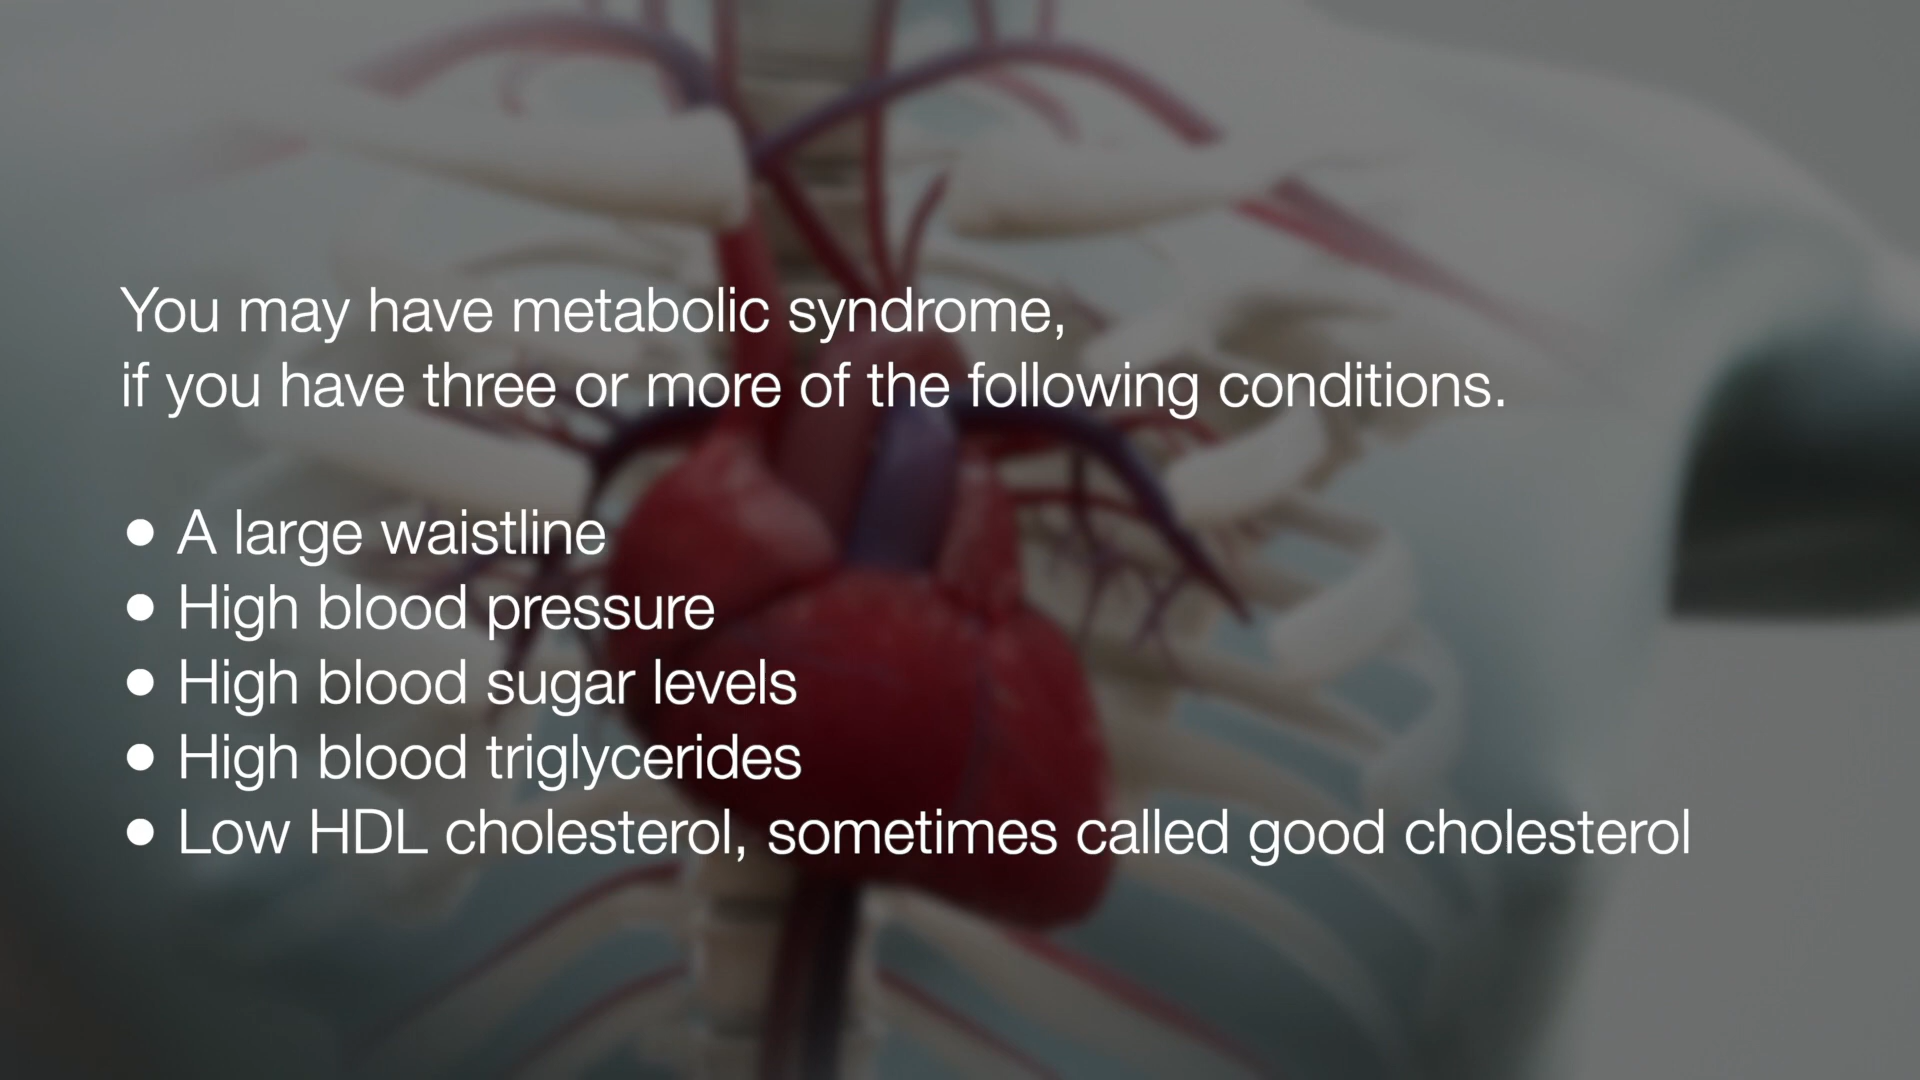 You may have metabolic syndrome,
if you have three or more of the following conditions.
• A large waistline
• High blood pressure
• High blood sugar levels
• High blood triglycerides
• Low HDL cholesterol, sometimes called good cholesterol